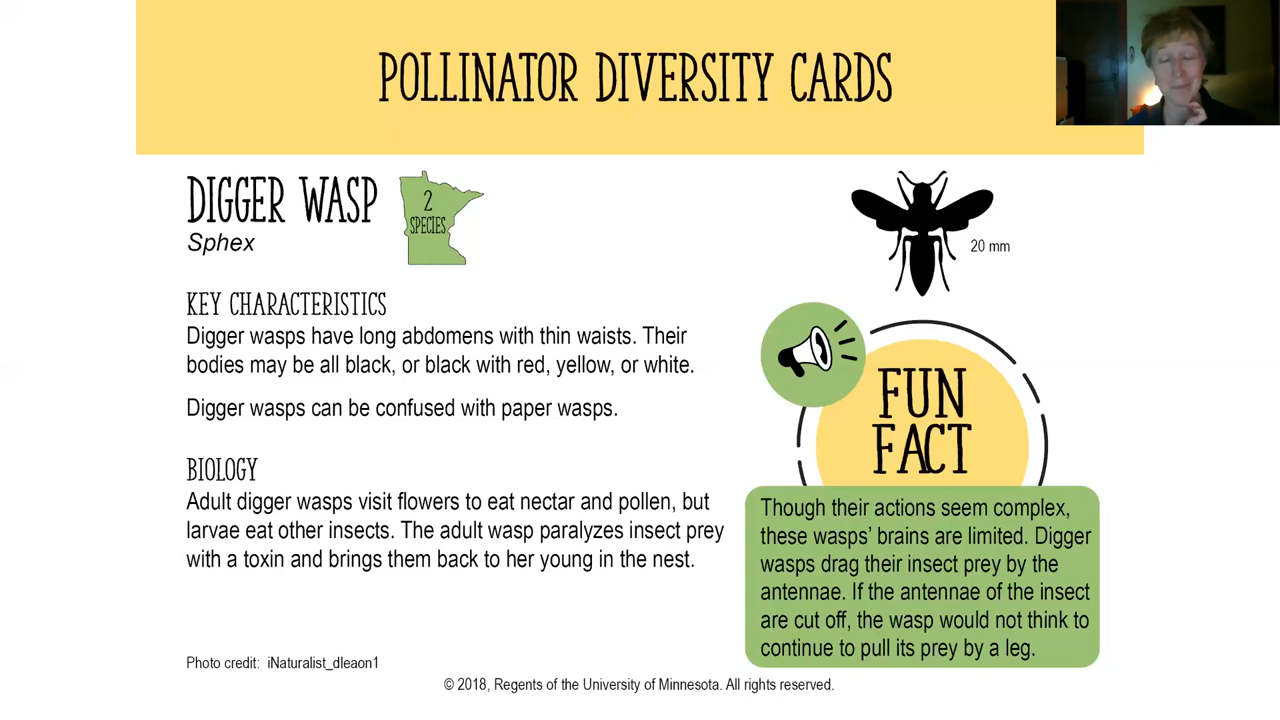 POLLINATOR DIVERSITY CARDS
DIGGER WASP
2
SPECIES
Sphex
20 mm
KEY CHARACTERISTICS
Digger wasps have long abdomens with thin waists. Their
bodies may be all black, or black with red, yellow, or white.
Digger wasps can be confused with paper wasps.
BIOLOGY
Adult digger wasps visit flowers to eat nectar and pollen, but
larvae eat other insects. The adult wasp paralyzes insect prey
with a toxin and brings them back to her young in the nest.
FUN
FACT
Though their actions seem complex,
these wasps' brains are limited. Digger
wasps drag their insect prey by the
antennae. If the antennae of the insect
are cut off, the wasp would not think to
continue to pull its prey by a leg.
Photo credit: iNaturalist_dleaon1
© 2018, Regents of the University of Minnesota. All rights reserved.